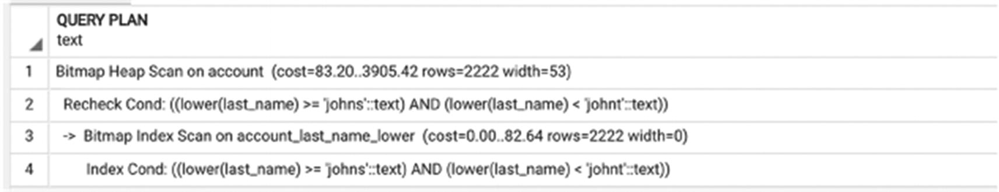 QUERY PLAN
text
1 Bitmap Heap Scan on account (cost=83.20..3905.42 rows=2222 width=53)
2 Recheck Cond: ((lower(last_name) >= 'johns'::text) AND (lower(last_name) < 'johnt'::text))
3 -> Bitmap Index Scan on account_last_name_lower (cost=0.00..82.64 rows=2222 width=0)
4 Index Cond: ((lower(last_name) >= 'johns'::text) AND (lower(last_name) < 'johnt'::text))